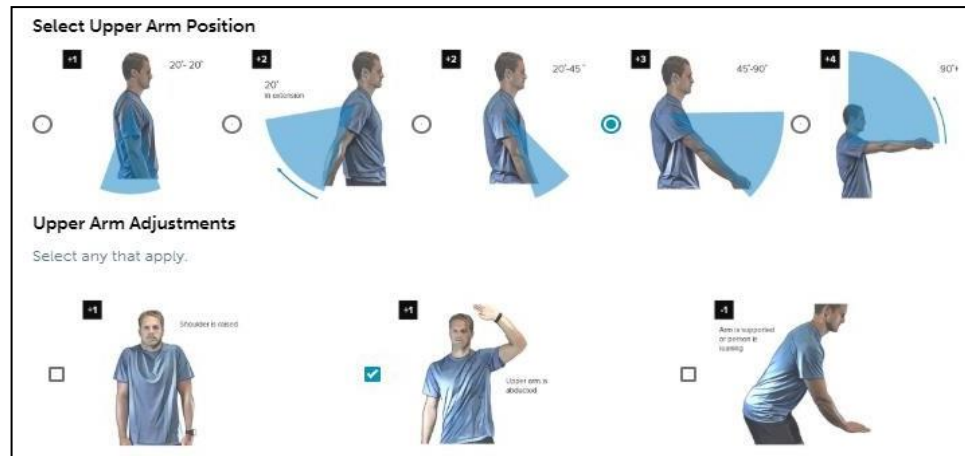 Select Upper Arm Position
+1
20°- 20°
+2
20°
in extension
+2
20°-45°
+3
45°-90°
+4
90°+
Upper Arm Adjustments
Select any that apply.
+1
Shoulder is raised
+1
Upper arm is
abducted
-1
Arm is supported
or person is
leaning